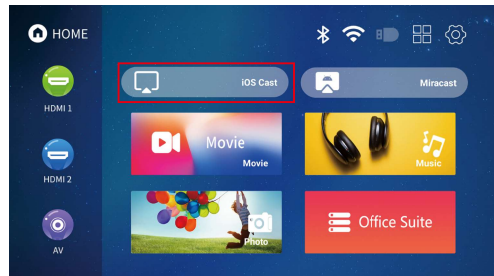 HOME
iOS Cast
Miracast
HDMI 1
Movie
Movie
Music
HDMI 2
Photo
Office Suite
AV